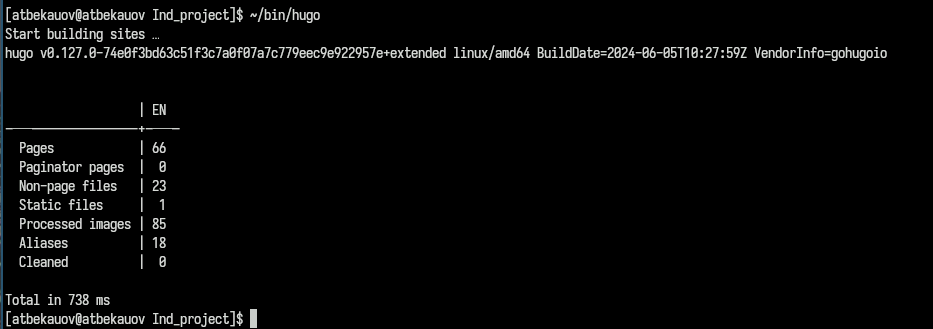 [atbekauov@atbekauov Ind_project]$ ~/bin/hugo
Start building sites …
hugo v0.127.0-74e0f3bd63c51f3c7a0f07a7c779eec9e922957e+extended linux/amd64 BuildDate=2024-06-05T10:27:59Z VendorInfo=gohugoio
| EN
-------------------+-----
Pages | 66
Paginator pages | 0
Non-page files | 23
Static files | 1
Processed images | 85
Aliases | 18
Cleaned | 0
Total in 738 ms
[atbekauov@atbekauov Ind_project]$